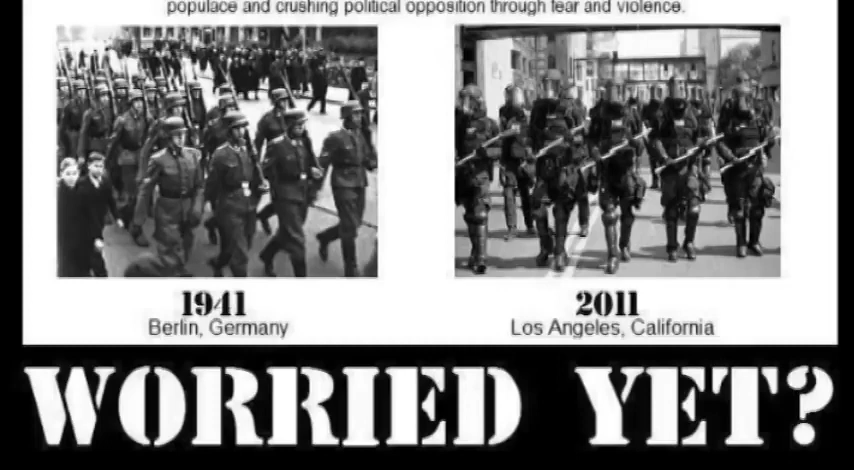 populace and crushing political opposition through fear and violence.
1941
Berlin, Germany
2011
Los Angeles, California
WORRIED YET?